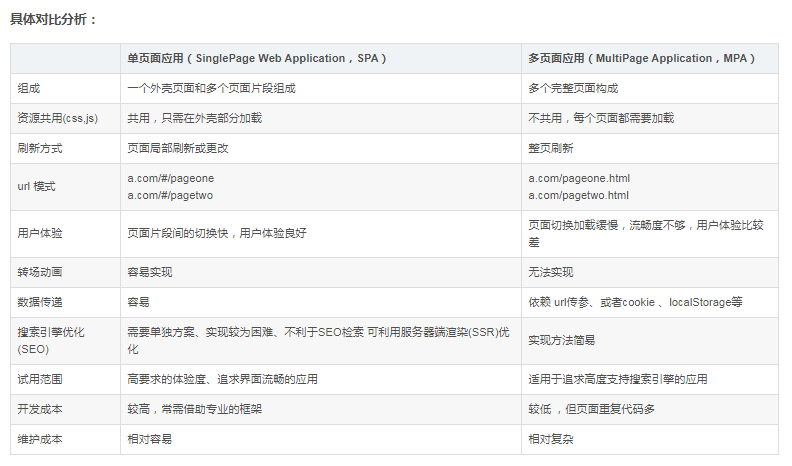 具体对比分析：
单页面应用（SinglePage Web Application，SPA）
多页面应用（MultiPage Application，MPA）
组成
一个外壳页面和多个页面片段组成
多个完整页面构成
资源共用(css,js)
共用，只需在外壳部分加载
不共用，每个页面都需要加载
刷新方式
页面局部刷新或更改
整页刷新
url 模式
a.com/#/pageone
a.com/#/pagetwo
a.com/pageone.html
a.com/pagetwo.html
用户体验
页面片段间的切换快，用户体验良好
页面切换加载缓慢，流畅度不够，用户体验比较
差
转场动画
容易实现
无法实现
数据传递
容易
依赖 url传参、或者cookie 、localStorage等
搜索引擎优化
(SEO)
需要单独方案、实现较为困难、不利于SEO检索 可利用服务器端渲染(SSR)优
化
实现方法简易
试用范围
高要求的体验度、追求界面流畅的应用
适用于追求高度支持搜索引擎的应用
开发成本
较高，常需借助专业的框架
较低 ，但页面重复代码多
维护成本
相对容易
相对复杂